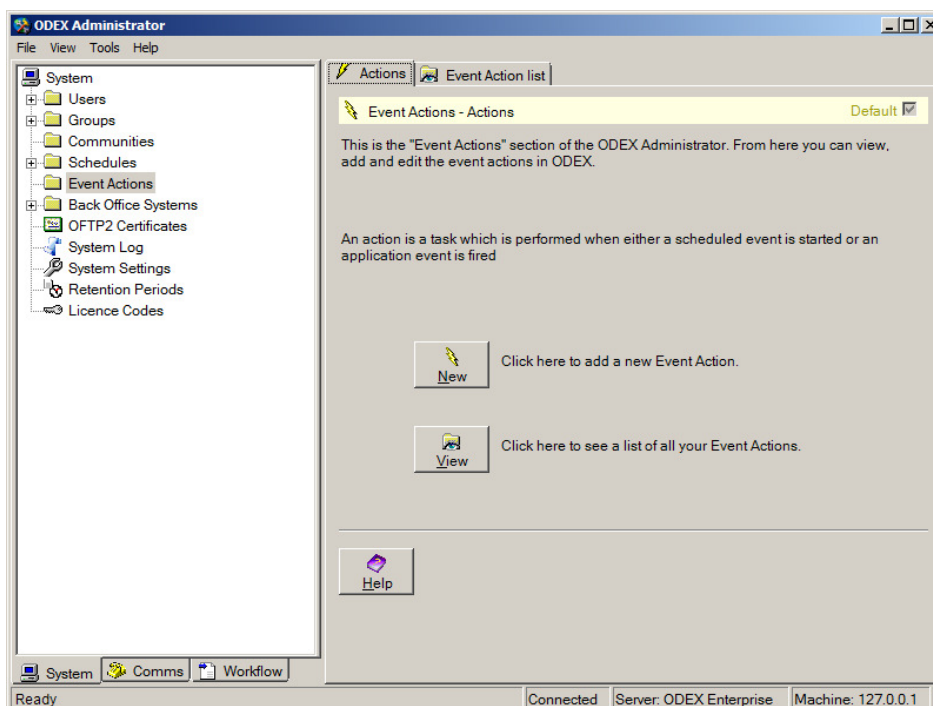 ODEX Administrator
File View Tools Help
System
Users
Groups
Communities
Schedules
Event Actions
Back Office Systems
OFTP2 Certificates
System Log
System Settings
Retention Periods
Licence Codes
System
Comms
Workflow
Actions
Event Action list
Event Actions - Actions
Default
This is the "Event Actions" section of the ODEX Administrator. From here you can view,
add and edit the event actions in ODEX.
An action is a task which is performed when either a scheduled event is started or an
application event is fired
New
Click here to add a new Event Action.
View
Click here to see a list of all your Event Actions.
Help
Ready
Connected
Server: ODEX Enterprise
Machine: 127.0.0.1